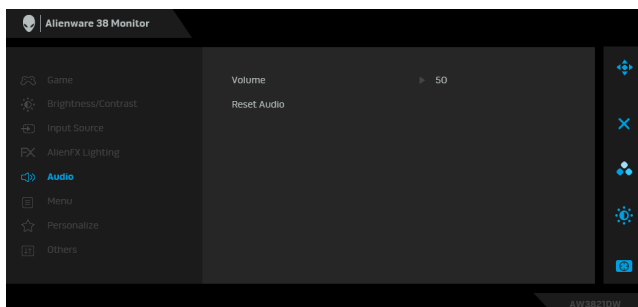 Alienware 38 Monitor
Game
Brightness/Contrast
Input Source
AlienFX Lighting
Audio
Menu
Personalize
Others
Volume 50
Reset Audio
AW3821DW